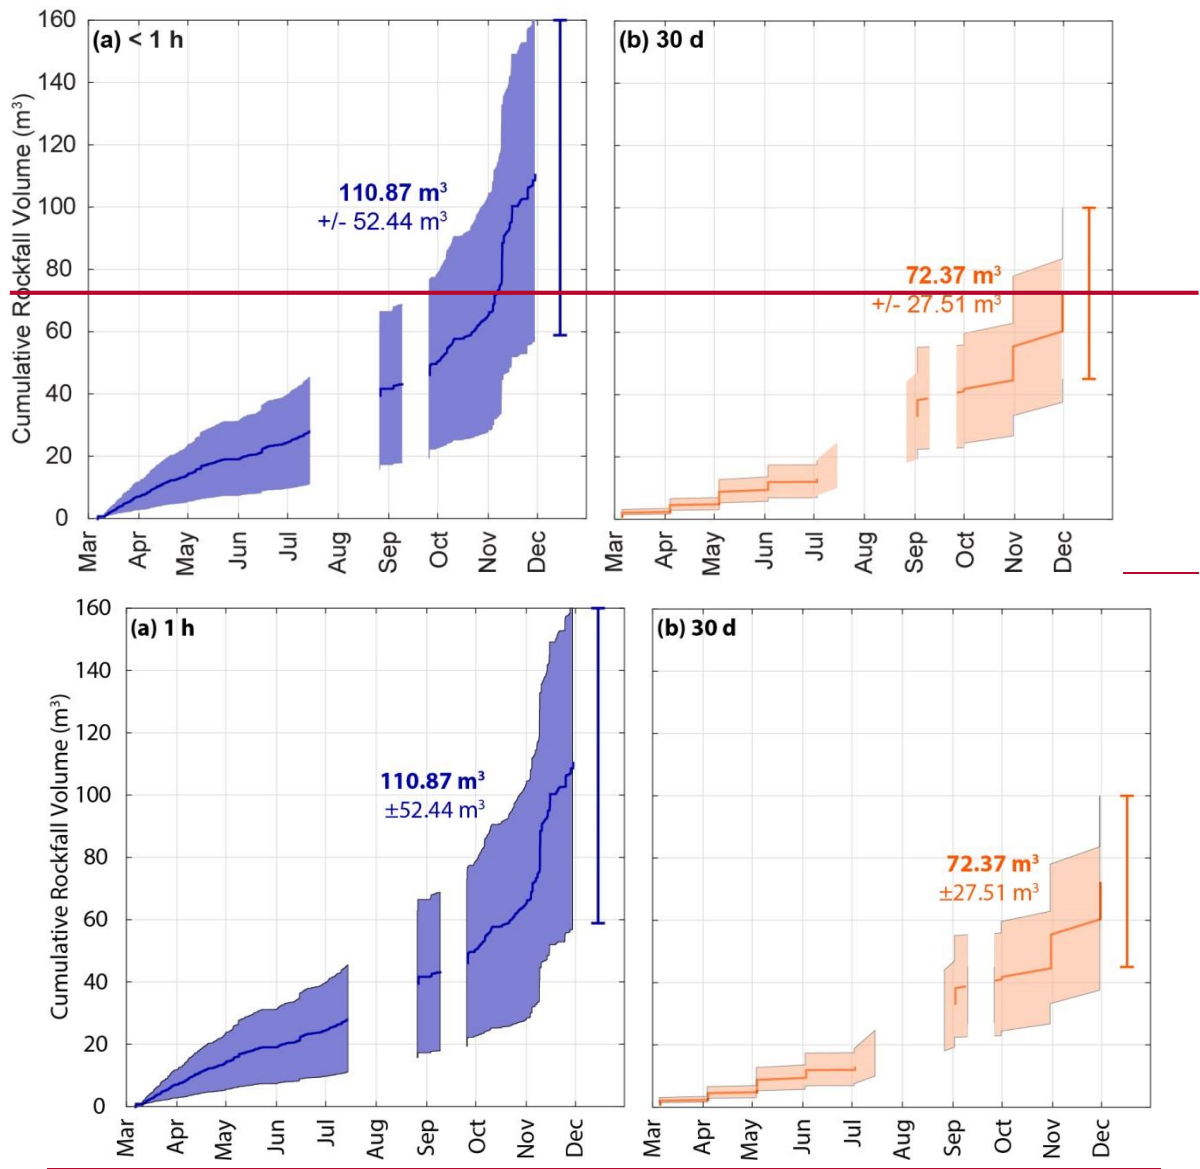 (a) < 1 h
(b) 30 d
Cumulative Rockfall Volume (m³)
160
140
120
100
80
60
40
20
0
110.87 m³
+/- 52.44 m³
72.37 m³
+/- 27.51 m³
Mar Apr May Jun Jul Aug Sep Oct Nov Dec
Mar Apr May Jun Jul Aug Sep Oct Nov Dec
(a) 1 h
(b) 30 d
Cumulative Rockfall Volume (m³)
160
140
120
100
80
60
40
20
0
110.87 m³
±52.44 m³
72.37 m³
±27.51 m³
Mar Apr May Jun Jul Aug Sep Oct Nov Dec
Mar Apr May Jun Jul Aug Sep Oct Nov Dec